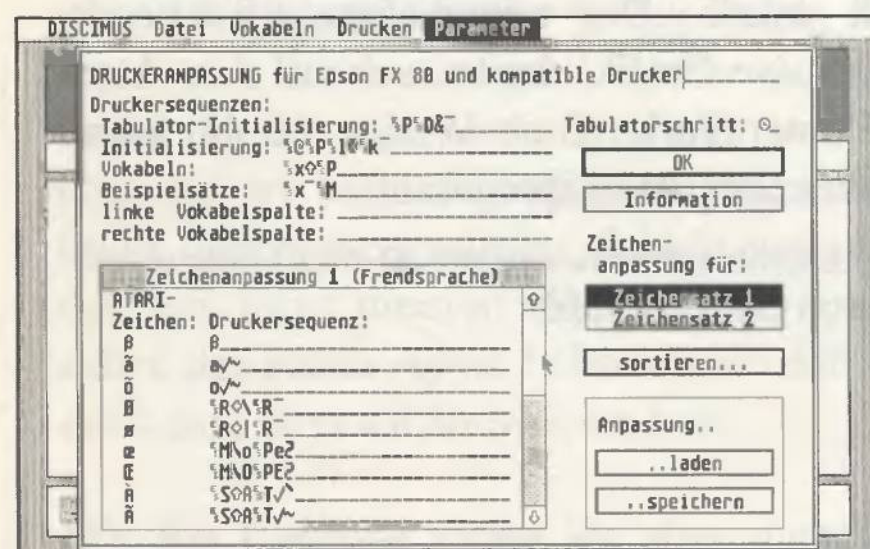 DISCIMUS Datei Vokabeln Drucken Parameter
DRUCKERANPASSUNG für Epson FX 80 und kompatible Drucker
Druckersequenzen:
Tabulator-Initialisierung: ␛P␛D&¯
Tabulatorschritt:
Initialisierung: ␛@␛P␛l@␛k¯
OK
Vokabeln: ␛x⇧␛P
Beispielsätze: ␛x¯␛M
Information
linke Vokabelspalte:
rechte Vokabelspalte:
Zeichen-
anpassung für:
Zeichensatz 1
Zeichensatz 2
sortieren...
Zeichenanpassung 1 (Fremdsprache)
ATARI-
Zeichen: Druckersequenz:
β β
ã a√~
õ o√~
Ø ␛R◇\␛R¯
ø ␛R◇|␛R¯
œ ␛M\o␛Pe2
Œ ␛M\O␛PE2
À ␛S⇧A␛T√`
Ã ␛S⇧A␛T√~
Anpassung..
..laden
..speichern